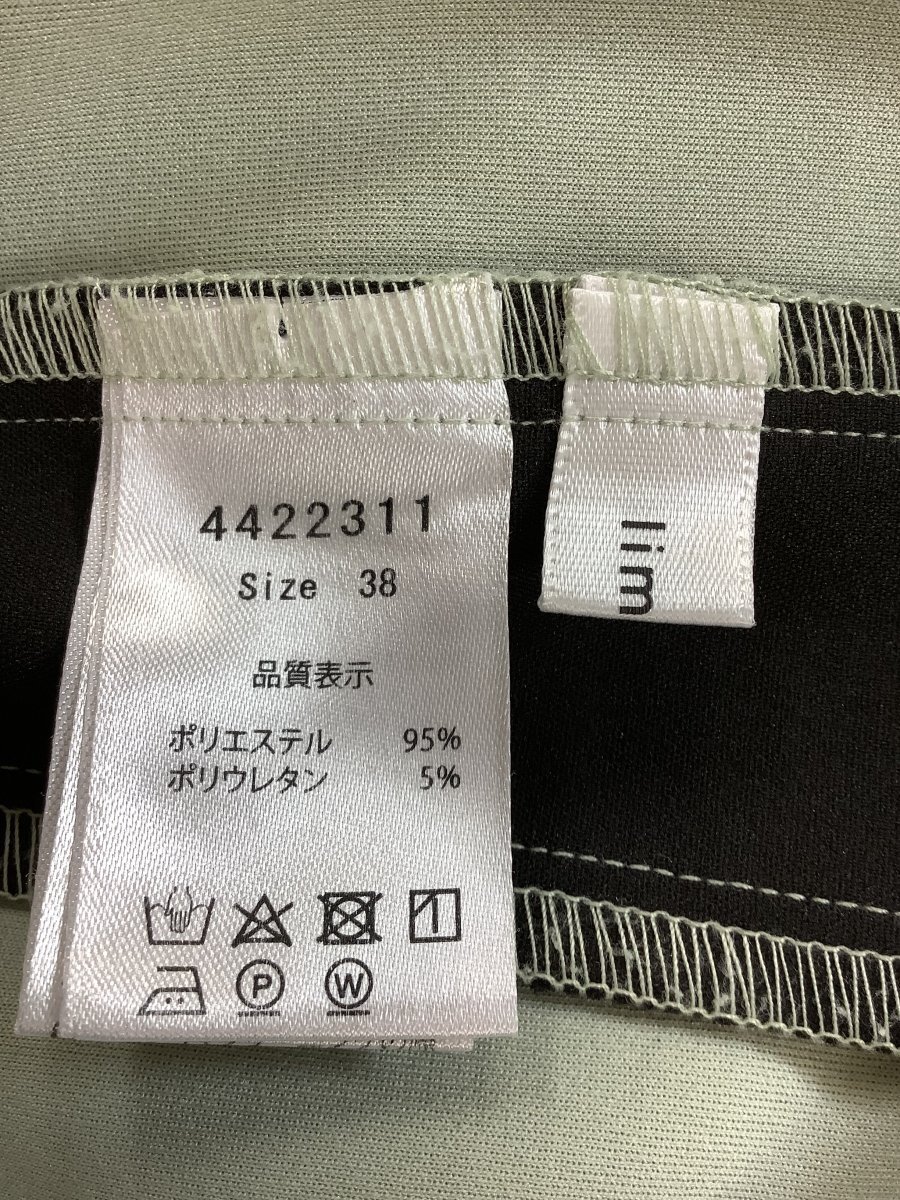 4422311
Size 38
品質表示
ポリエステル 95%
ポリウレタン 5%
P W
lim